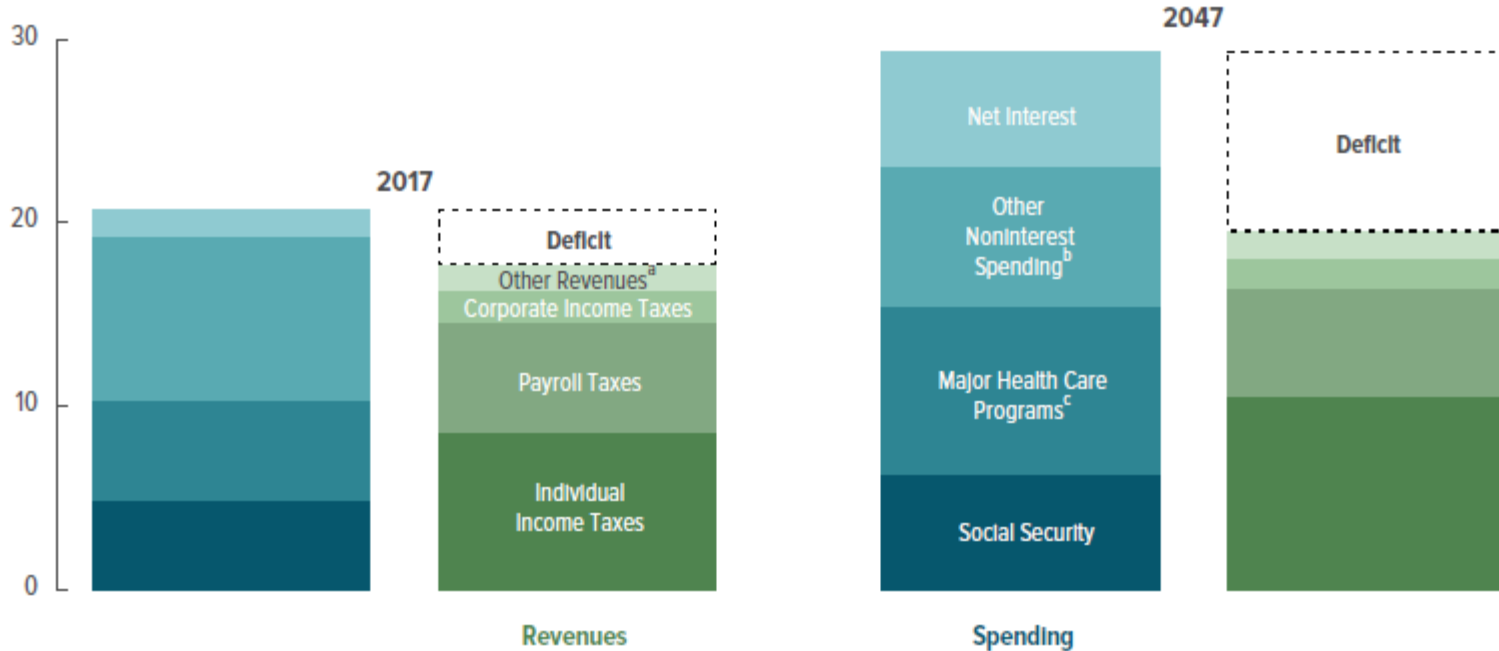 2047
30
Net Interest
Deficit
2017
20
Other
Noninterest
Spending b
Deficit
Other Revenues a
Corporate Income Taxes
Payroll Taxes
Major Health Care
Programs c
10
Individual
Income Taxes
Social Security
0
Revenues
Spending